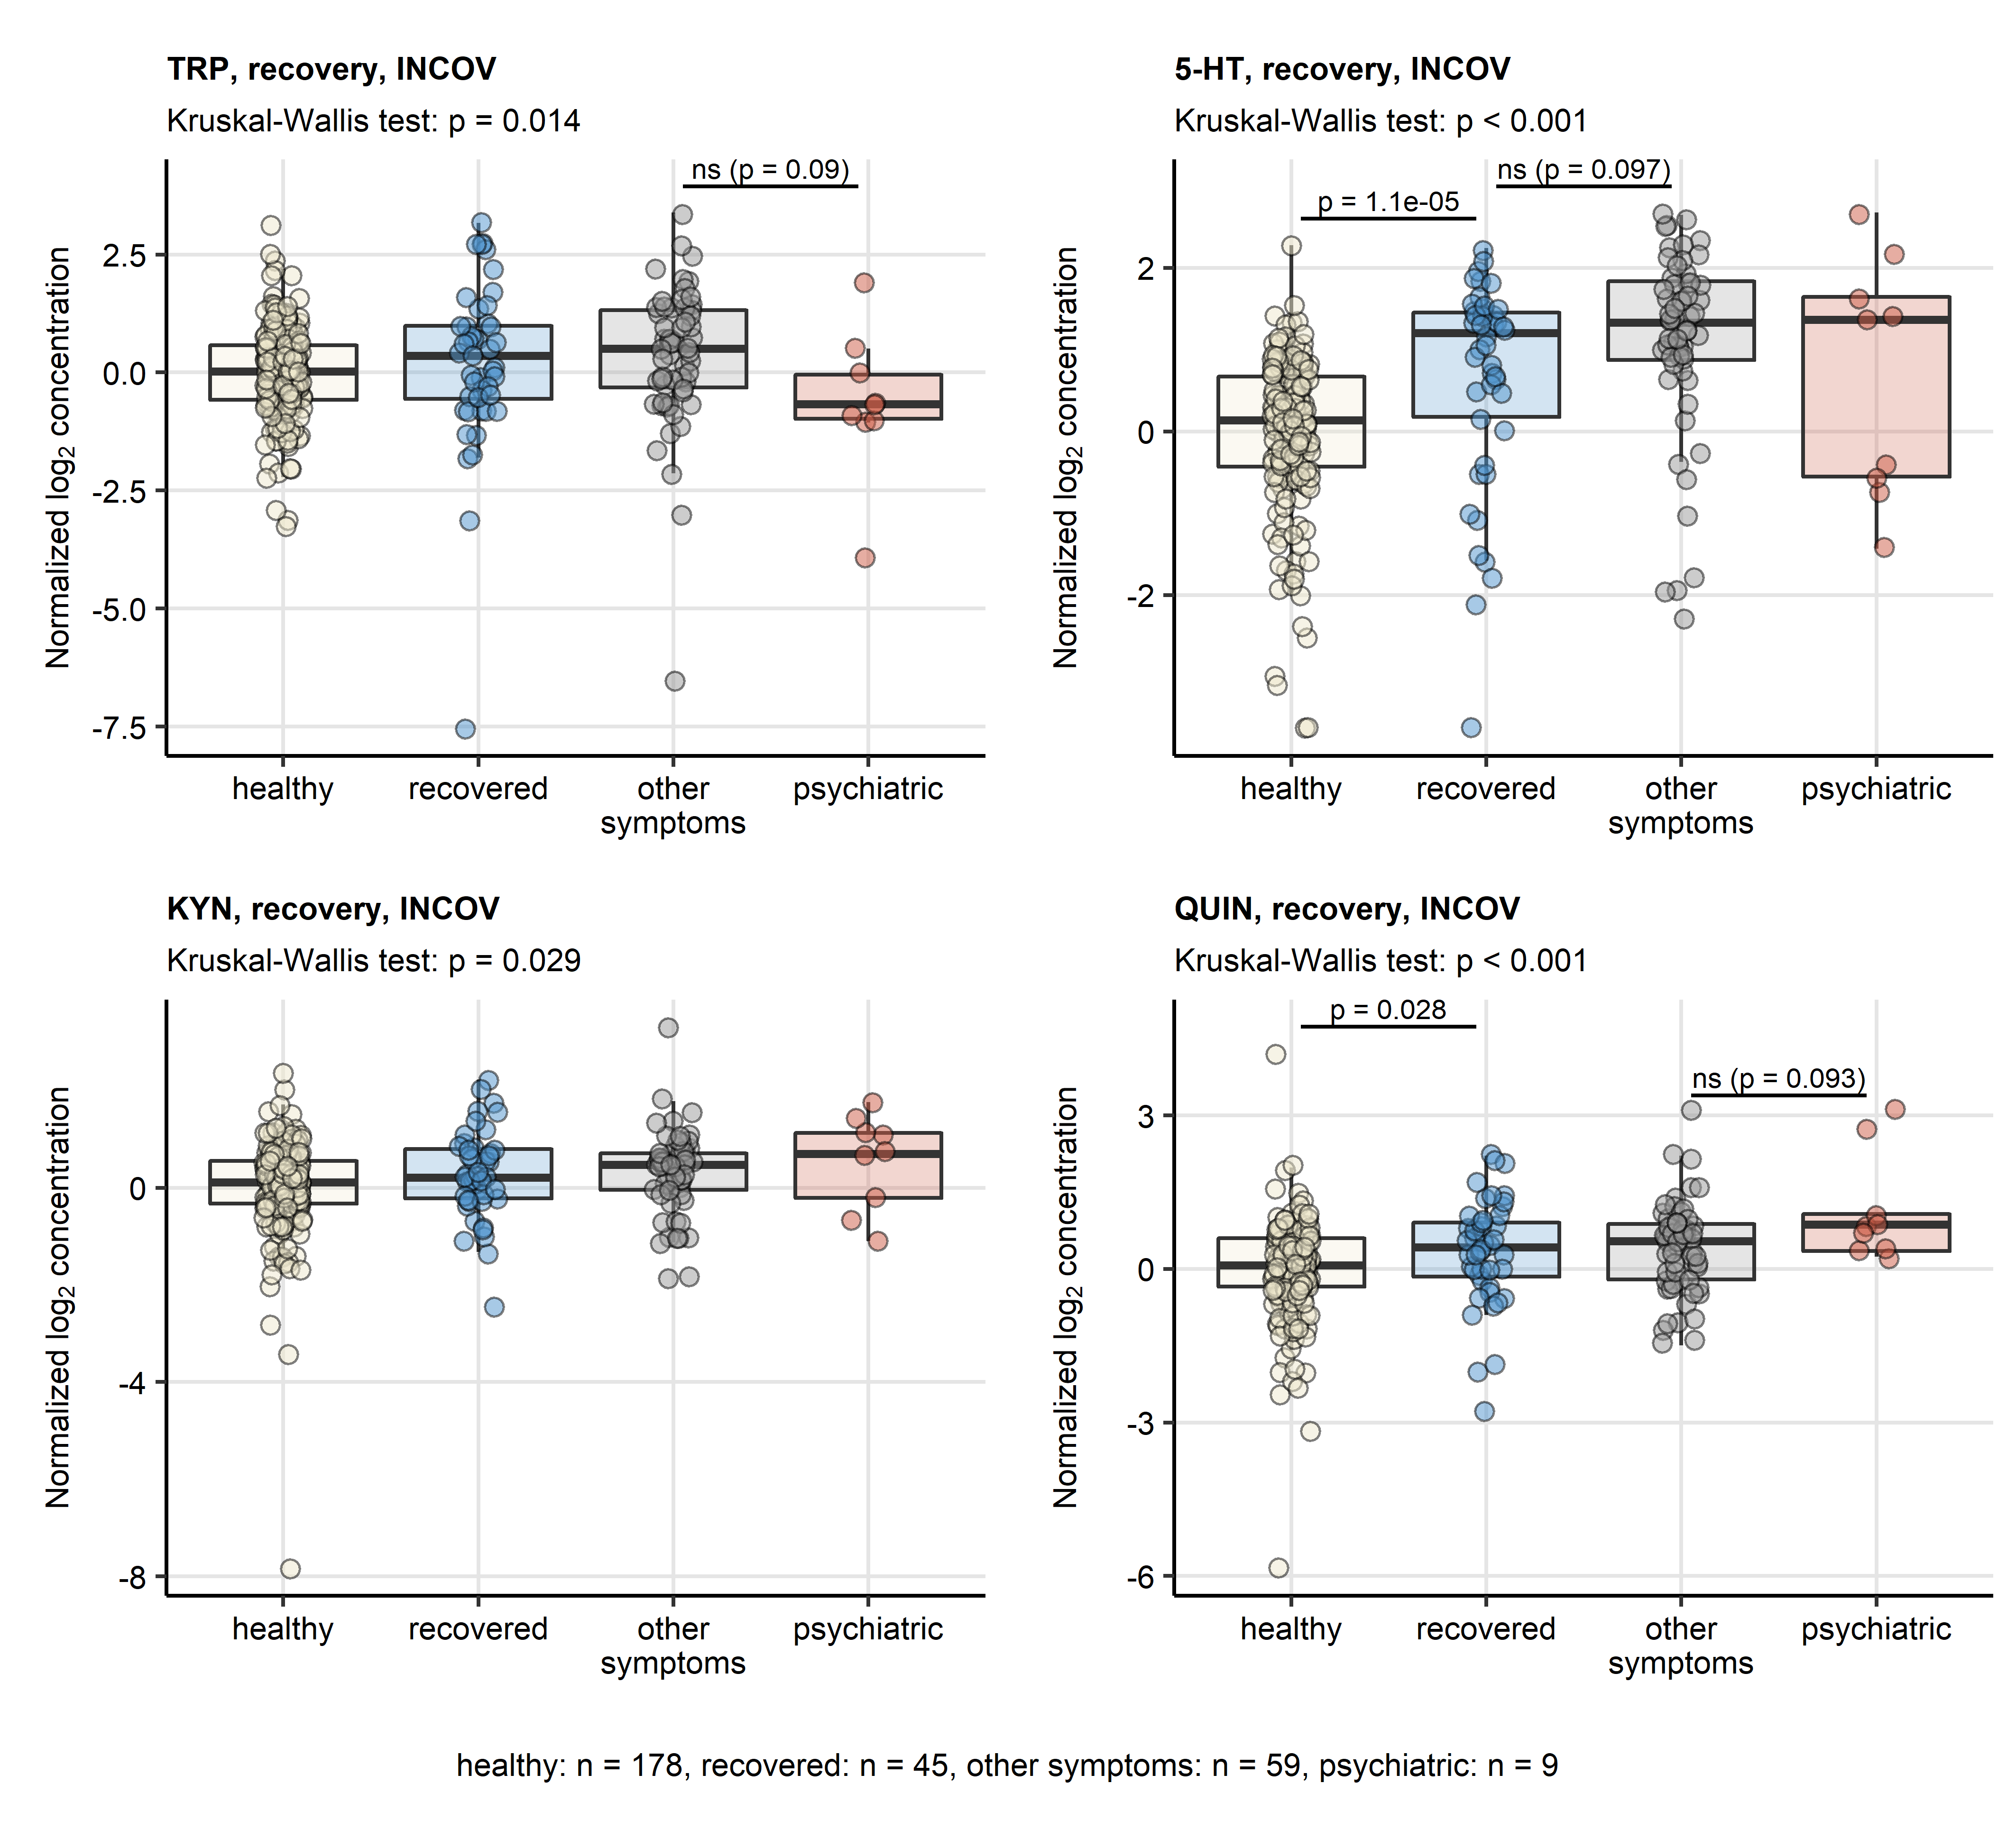 TRP, recovery, INCOV
Kruskal-Wallis test: p = 0.014
ns (p = 0.09)
Normalized log₂ concentration
2.5
0.0
-2.5
-5.0
-7.5
healthy
recovered
other
symptoms
psychiatric
5-HT, recovery, INCOV
Kruskal-Wallis test: p < 0.001
ns (p = 0.097)
p = 1.1e-05
Normalized log₂ concentration
2
0
-2
healthy
recovered
other
symptoms
psychiatric
KYN, recovery, INCOV
Kruskal-Wallis test: p = 0.029
Normalized log₂ concentration
0
-4
-8
healthy
recovered
other
symptoms
psychiatric
QUIN, recovery, INCOV
Kruskal-Wallis test: p < 0.001
p = 0.028
ns (p = 0.093)
Normalized log₂ concentration
3
0
-3
-6
healthy
recovered
other
symptoms
psychiatric
healthy: n = 178, recovered: n = 45, other symptoms: n = 59, psychiatric: n = 9